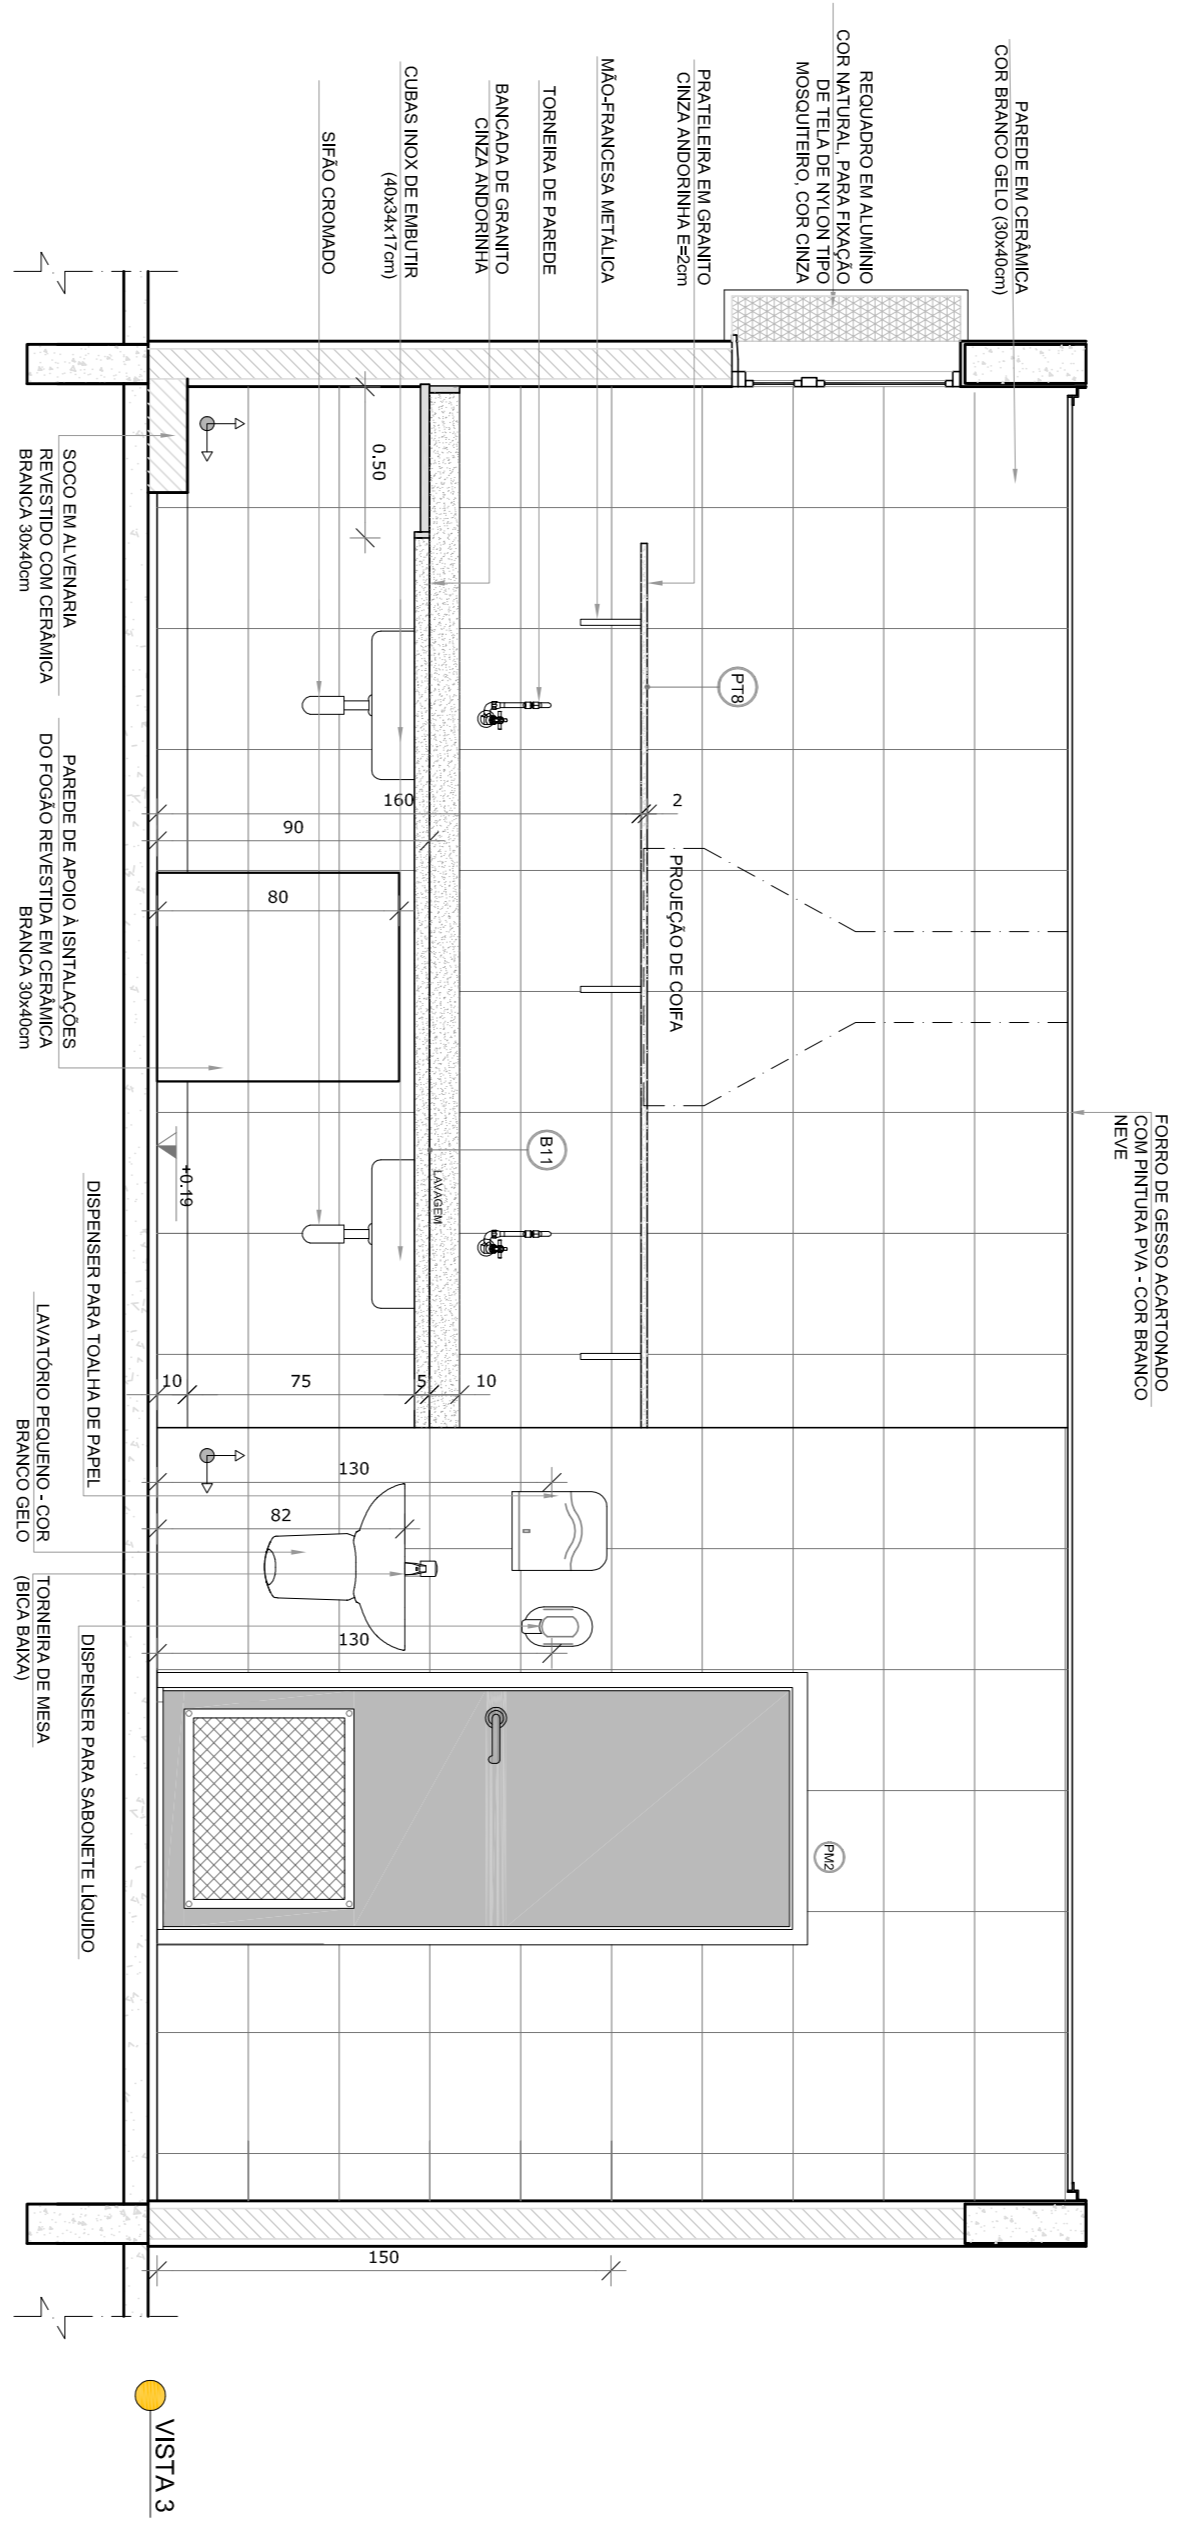 FORRO DE GESSO ACARTONADO
COM PINTURA PVA - COR BRANCO
NEVE
PAREDE EM CERÂMICA
COR BRANCO GELO (30x40cm)
REQUADRO EM ALUMÍNIO
COR NATURAL, PARA FIXAÇÃO
DE TELA DE NYLON TIPO
MOSQUITEIRO, COR CINZA
PRATELEIRA EM GRANITO
CINZA ANDORINHA E=2cm
MÃO-FRANCESA METÁLICA
TORNEIRA DE PAREDE
BANCADA DE GRANITO
CINZA ANDORINHA
CUBAS INOX DE EMBUTIR
(40x34x17cm)
SIFÃO CROMADO
PM2
PT8
PROJEÇÃO DE COIFA
2
160
90
80
0.50
B11
LAVAGEM
10
5
75
10
+0.19
130
82
130
150
SOCO EM ALVENARIA
REVESTIDO COM CERÂMICA
BRANCA 30x40cm
PAREDE DE APOIO À ISNTALAÇÕES
DO FOGÃO REVESTIDA EM CERÂMICA
BRANCA 30x40cm
DISPENSER PARA TOALHA DE PAPEL
LAVATÓRIO PEQUENO - COR
BRANCO GELO
TORNEIRA DE MESA
(BICA BAIXA)
DISPENSER PARA SABONETE LÍQUIDO
VISTA 3